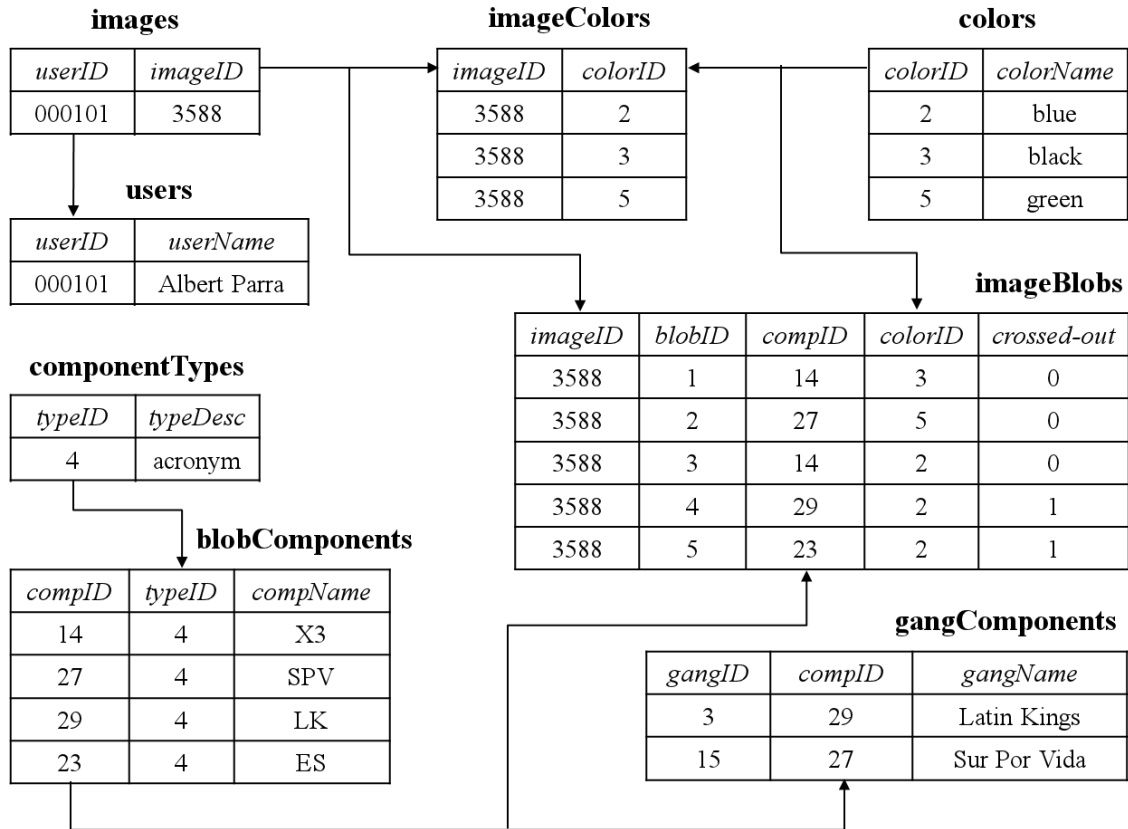 images
userID imageID
000101 3588
imageColors
imageID colorID
3588 2
3588 3
3588 5
colors
colorID colorName
2 blue
3 black
5 green
users
userID userName
000101 Albert Parra
imageBlobs
imageID blobID compID colorID crossed-out
3588 1 14 3 0
3588 2 27 5 0
3588 3 14 2 0
3588 4 29 2 1
3588 5 23 2 1
componentTypes
typeID typeDesc
4 acronym
blobComponents
compID typeID compName
14 4 X3
27 4 SPV
29 4 LK
23 4 ES
gangComponents
gangID compID gangName
3 29 Latin Kings
15 27 Sur Por Vida